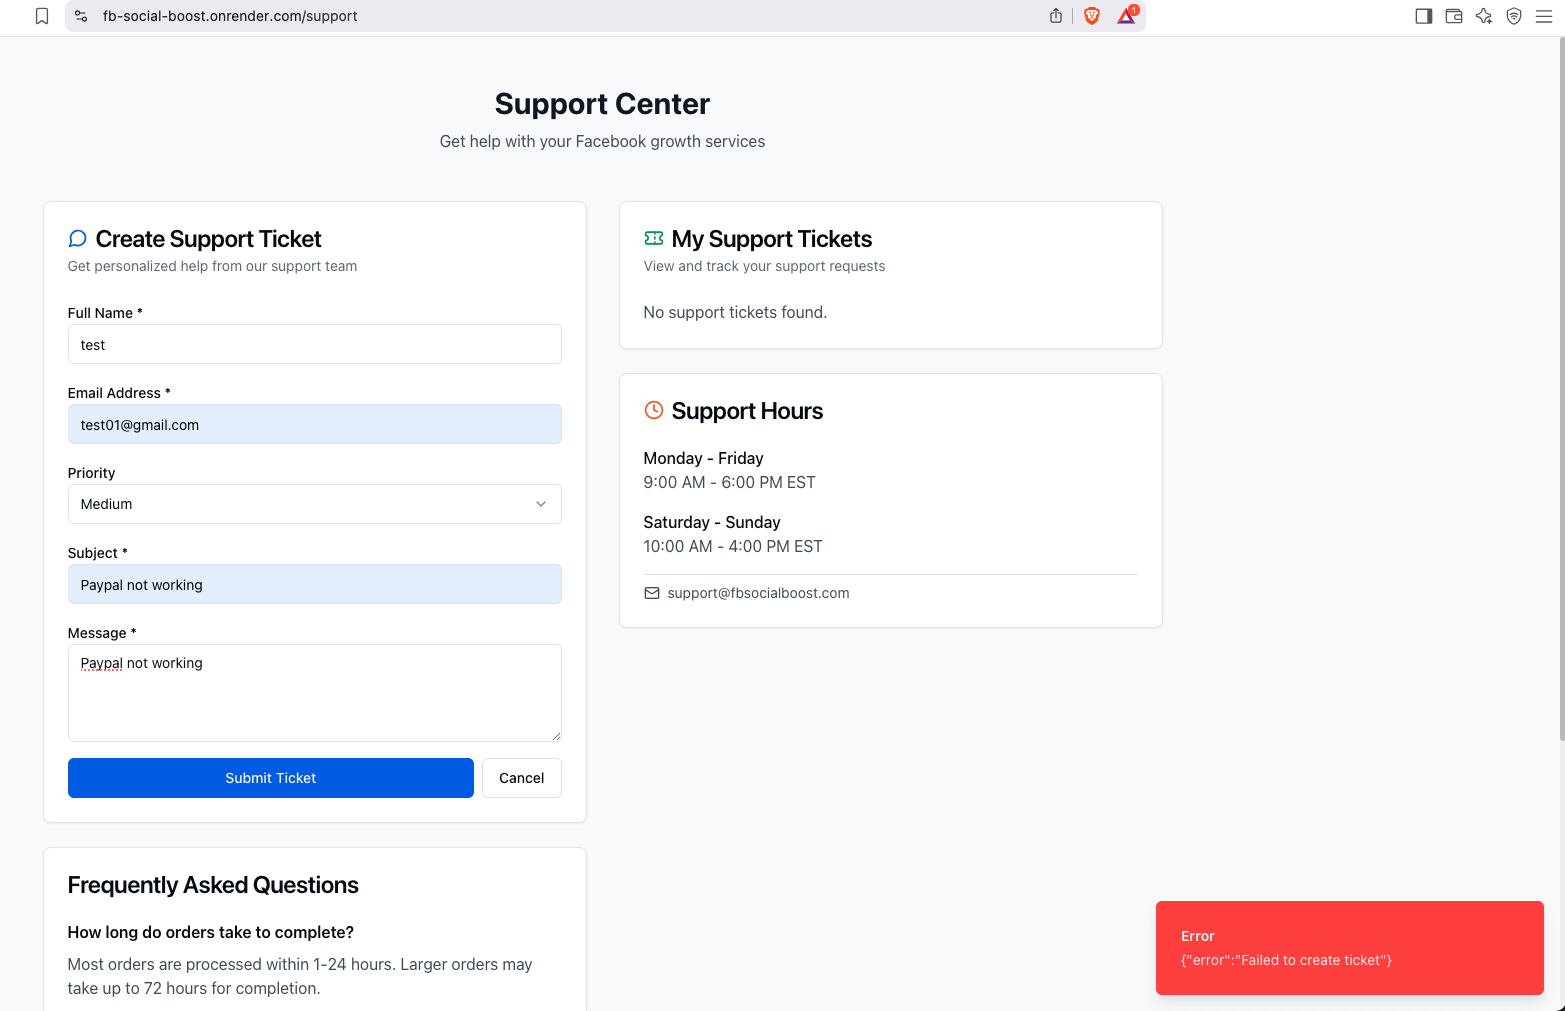 fb-social-boost.onrender.com/support
1
Support Center
Get help with your Facebook growth services
Create Support Ticket
Get personalized help from our support team
Full Name *
test
Email Address *
test01@gmail.com
Priority
Medium
Subject *
Paypal not working
Message *
Paypal not working
Submit Ticket
Cancel
My Support Tickets
View and track your support requests
No support tickets found.
Support Hours
Monday - Friday
9:00 AM - 6:00 PM EST
Saturday - Sunday
10:00 AM - 4:00 PM EST
support@fbsocialboost.com
Frequently Asked Questions
How long do orders take to complete?
Most orders are processed within 1-24 hours. Larger orders may
take up to 72 hours for completion.
Error
{"error":"Failed to create ticket"}